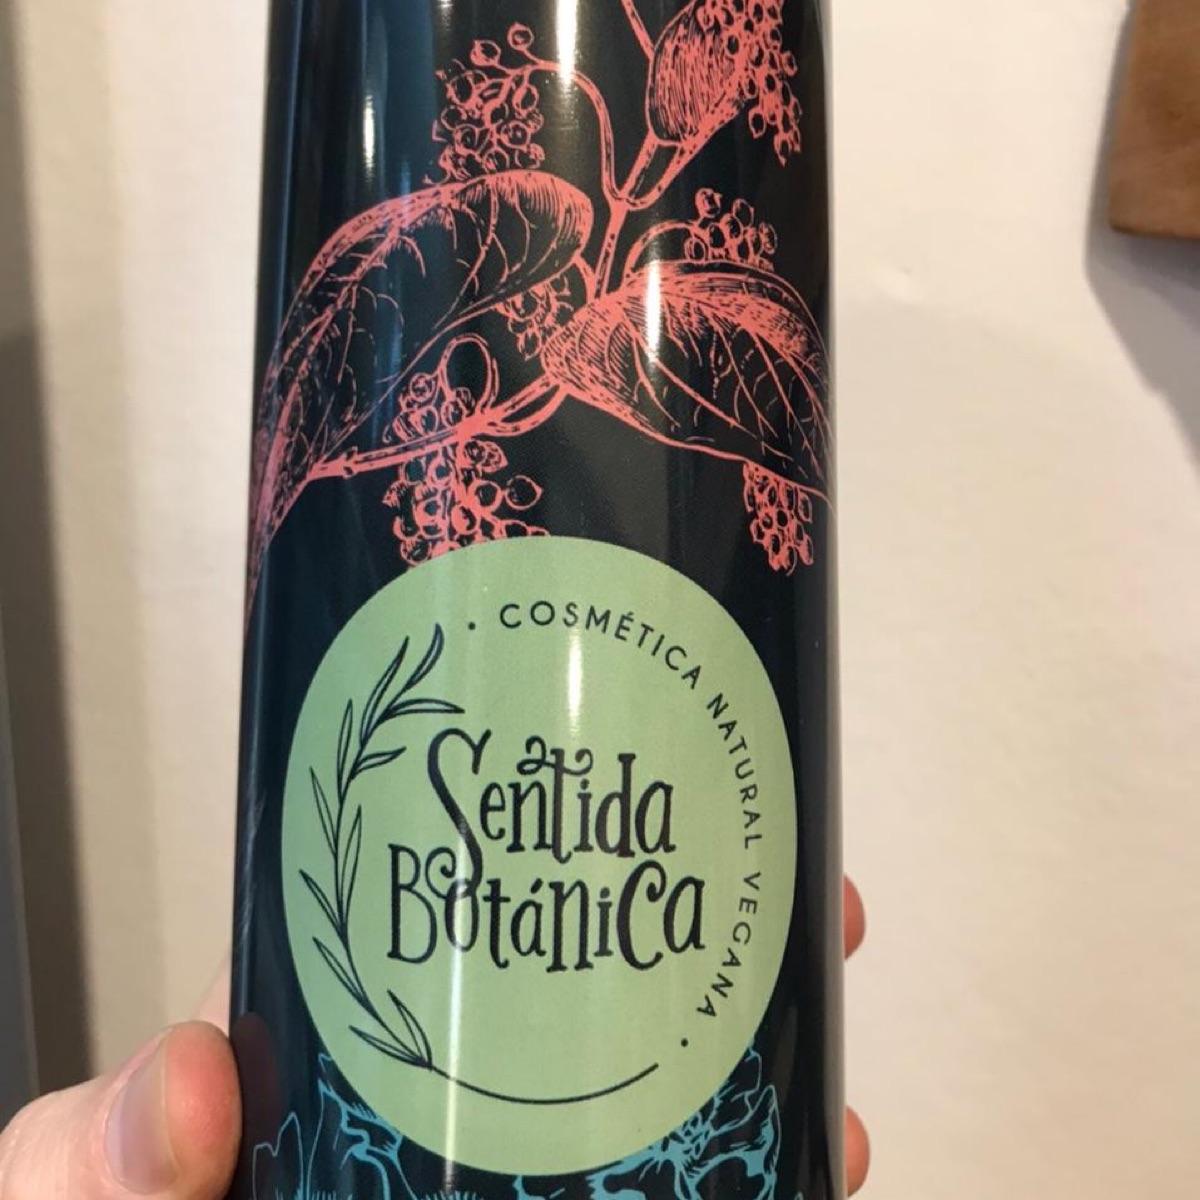 · COSMÉTICA NATURAL VEGANA ·
Sentida
Botánica